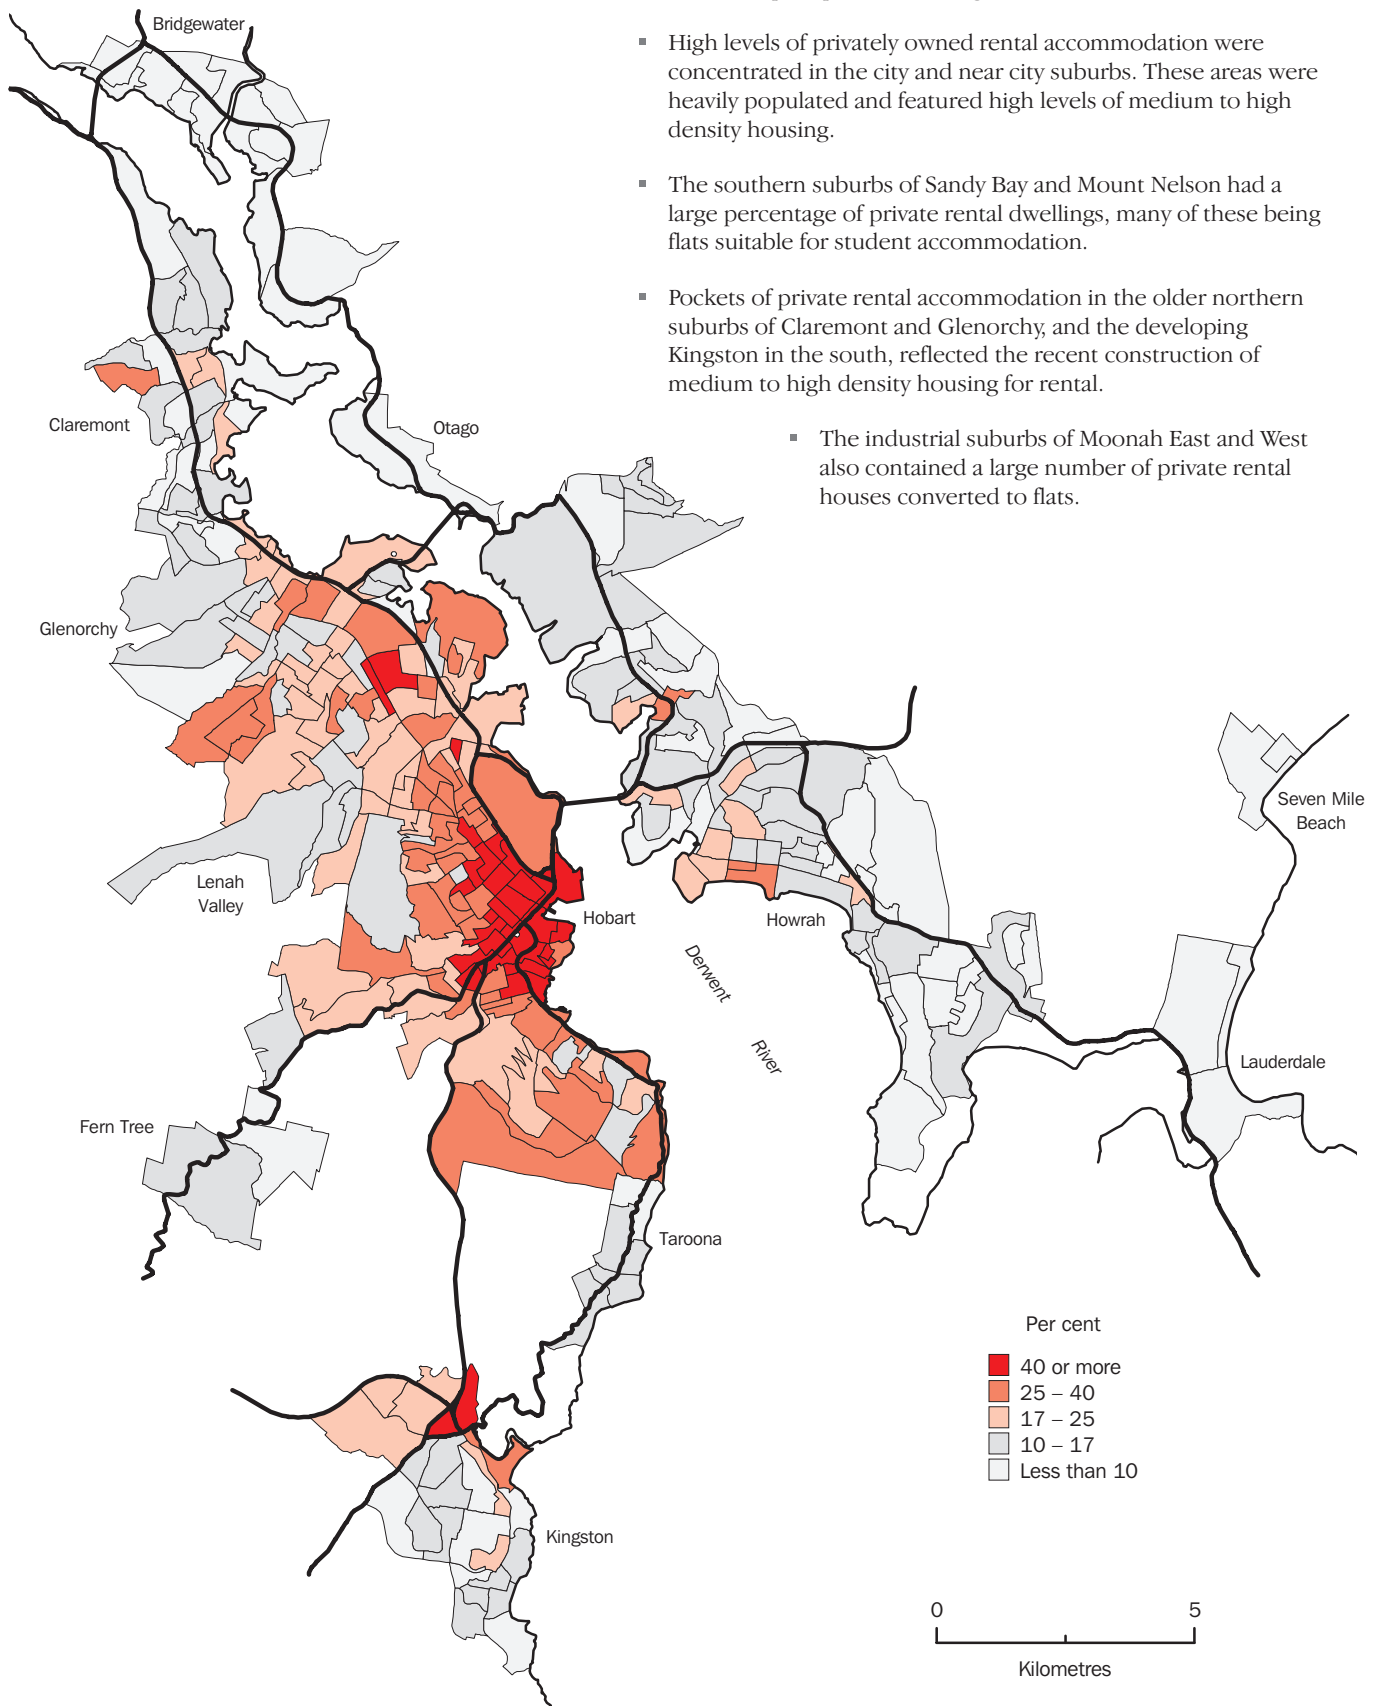 Bridgewater
▪ High levels of privately owned rental accommodation were
concentrated in the city and near city suburbs. These areas were
heavily populated and featured high levels of medium to high
density housing.
▪ The southern suburbs of Sandy Bay and Mount Nelson had a
large percentage of private rental dwellings, many of these being
flats suitable for student accommodation.
▪ Pockets of private rental accommodation in the older northern
suburbs of Claremont and Glenorchy, and the developing
Kingston in the south, reflected the recent construction of
medium to high density housing for rental.
▪ The industrial suburbs of Moonah East and West
also contained a large number of private rental
houses converted to flats.
Claremont
Otago
Glenorchy
Seven Mile
Beach
Lenah
Valley
Hobart
Howrah
Derwent
River
Lauderdale
Fern Tree
Taroona
Per cent
40 or more
25 – 40
17 – 25
10 – 17
Less than 10
Kingston
0 5
Kilometres